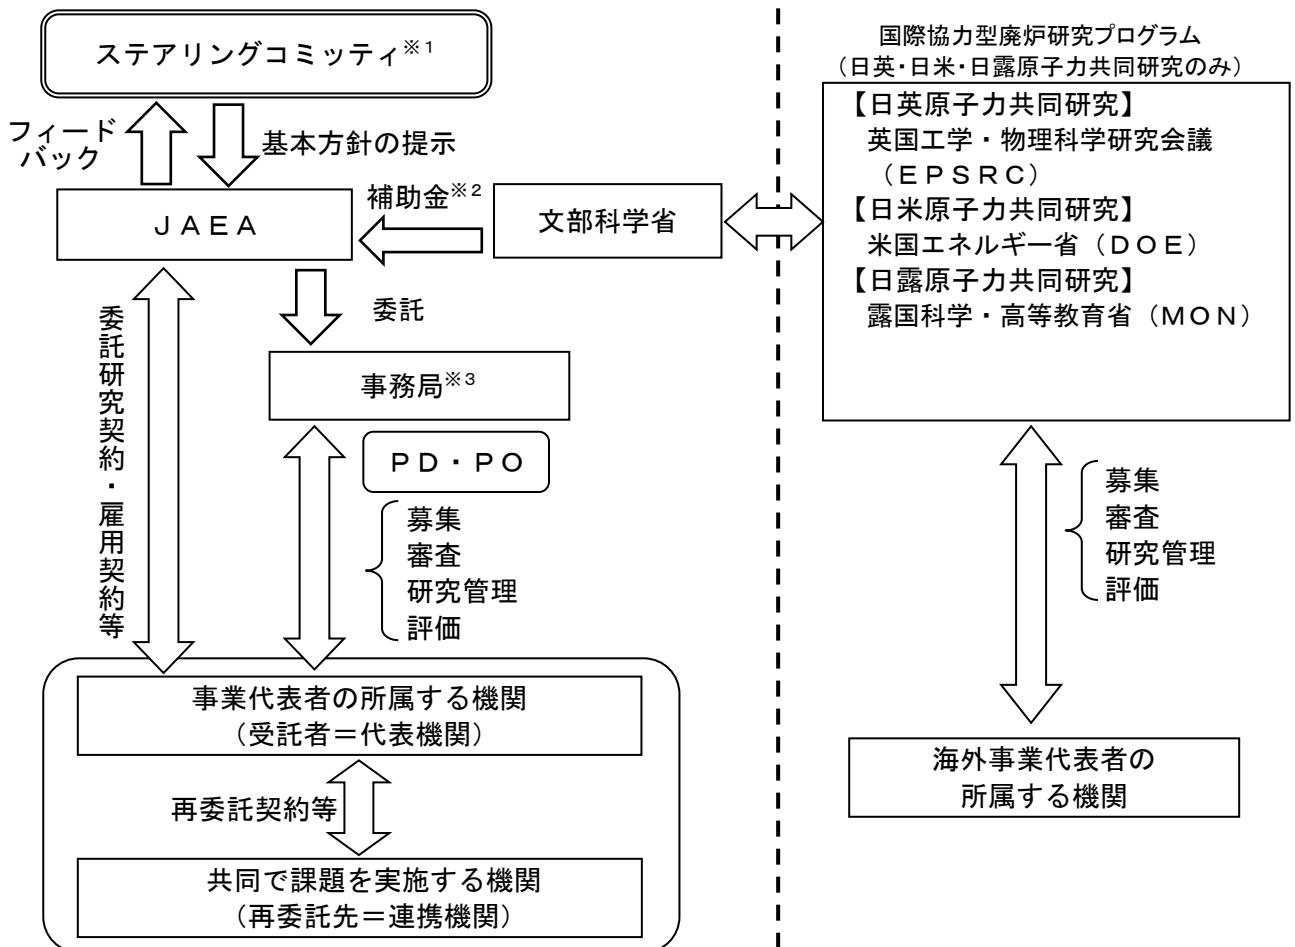 ステアリングコミッティ※1
フィード
バック
基本方針の提示
JAEA
補助金※2
文部科学省
委託
事務局※3
PD・PO
募集
審査
研究管理
評価
委託研究契約・雇用契約等
事業代表者の所属する機関
(受託者=代表機関)
再委託契約等
共同で課題を実施する機関
(再委託先=連携機関)
国際協力型廃炉研究プログラム
(日英・日米・日露原子力共同研究のみ)
【日英原子力共同研究】
英国工学・物理科学研究会議
(EPSRC)
【日米原子力共同研究】
米国エネルギー省(DOE)
【日露原子力共同研究】
露国科学・高等教育省(MON)
募集
審査
研究管理
評価
海外事業代表者の
所属する機関